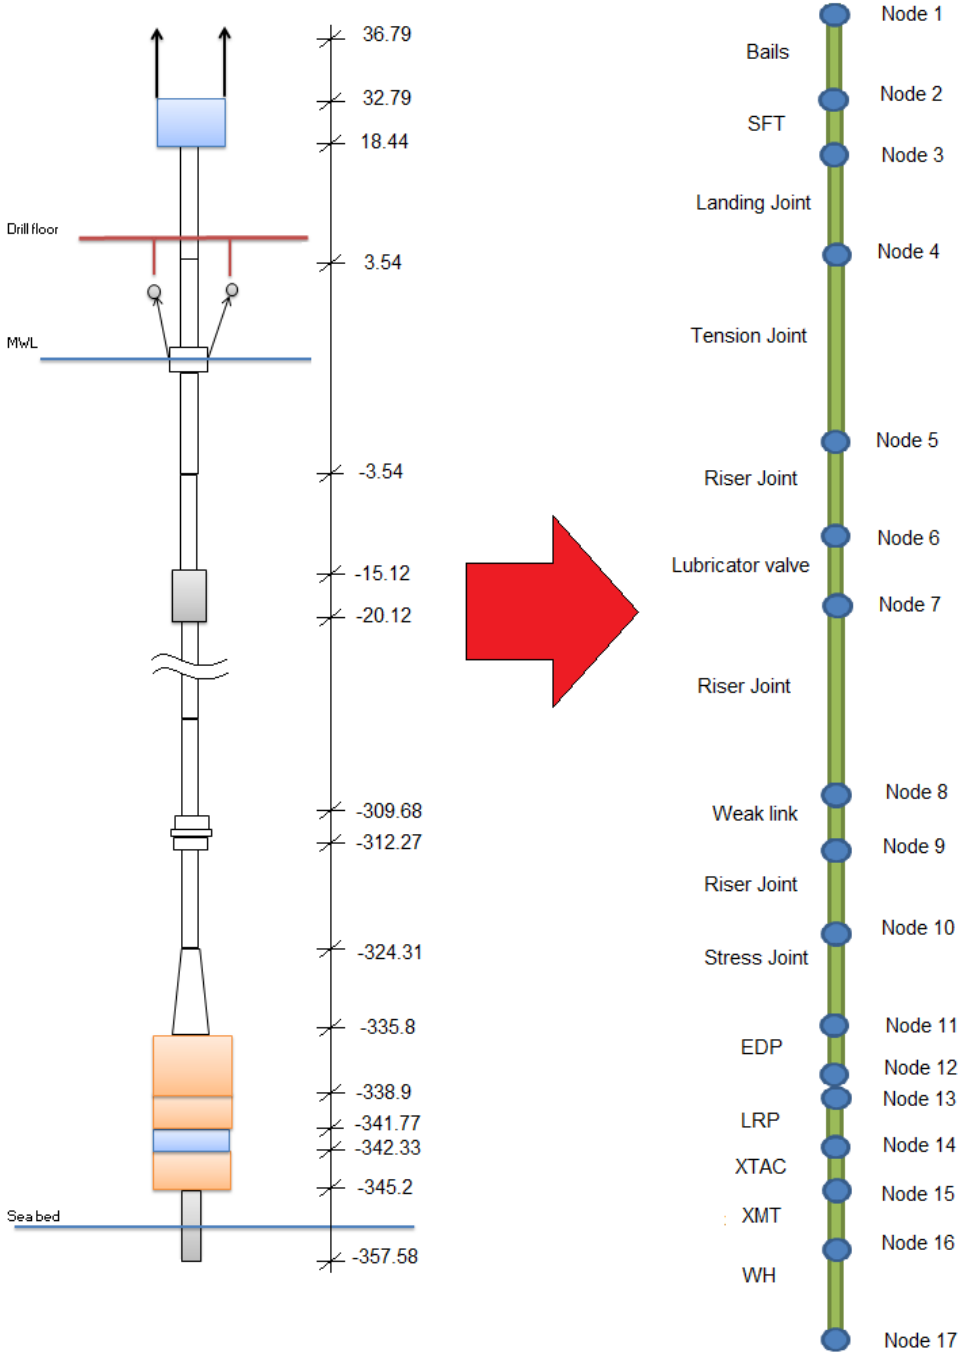 36.79
32.79
18.44
Drill floor
3.54
MWL
-3.54
-15.12
-20.12
-309.68
-312.27
-324.31
-335.8
-338.9
-341.77
-342.33
-345.2
Sea bed
-357.58
Node 1
Bails
Node 2
SFT
Node 3
Landing Joint
Node 4
Tension Joint
Node 5
Riser Joint
Node 6
Lubricator valve
Node 7
Riser Joint
Node 8
Weak link
Node 9
Riser Joint
Node 10
Stress Joint
Node 11
EDP
Node 12
Node 13
LRP
Node 14
XTAC
Node 15
: XMT
Node 16
WH
Node 17